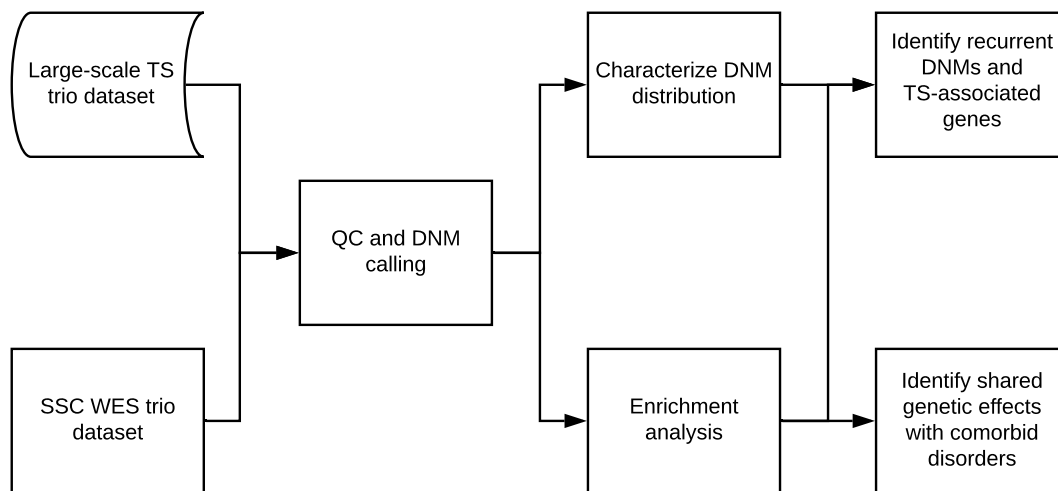 Large-scale TS
trio dataset
SSC WES trio
dataset
QC and DNM
calling
Characterize DNM
distribution
Enrichment
analysis
Identify recurrent
DNMs and
TS-associated
genes
Identify shared
genetic effects
with comorbid
disorders